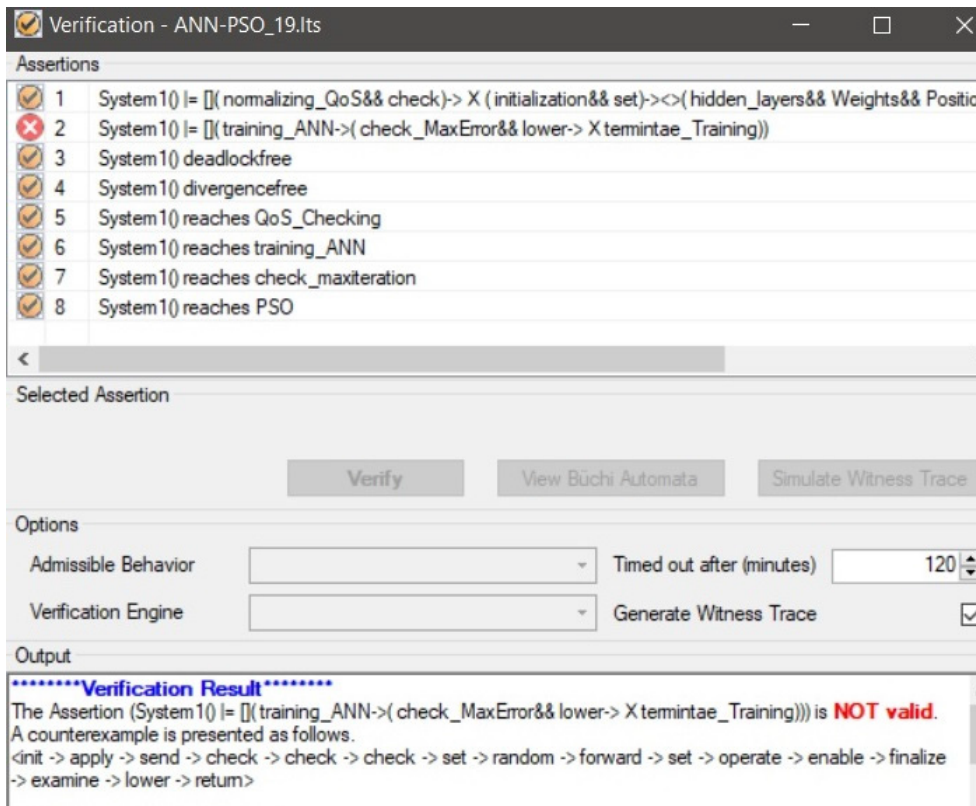 Verification - ANN-PSO_19.lts
Assertions
1 System1() |= []( normalizing_QoS&& check)-> X ( initialization&& set)-><>( hidden_layers&& Weights&& Positio
2 System1() |= []( training_ANN->( check_MaxError&& lower-> X termintae_Training))
3 System1() deadlockfree
4 System1() divergencefree
5 System1() reaches QoS_Checking
6 System1() reaches training_ANN
7 System1() reaches check_maxiteration
8 System1() reaches PSO
Selected Assertion
Verify View Büchi Automata Simulate Witness Trace
Options
Admissible Behavior Timed out after (minutes) 120
Verification Engine Generate Witness Trace
Output
********Verification Result********
The Assertion (System1() |= []( training_ANN->( check_MaxError&& lower-> X termintae_Training))) is NOT valid.
A counterexample is presented as follows.
<init -> apply -> send -> check -> check -> check -> set -> random -> forward -> set -> operate -> enable -> finalize
-> examine -> lower -> return>